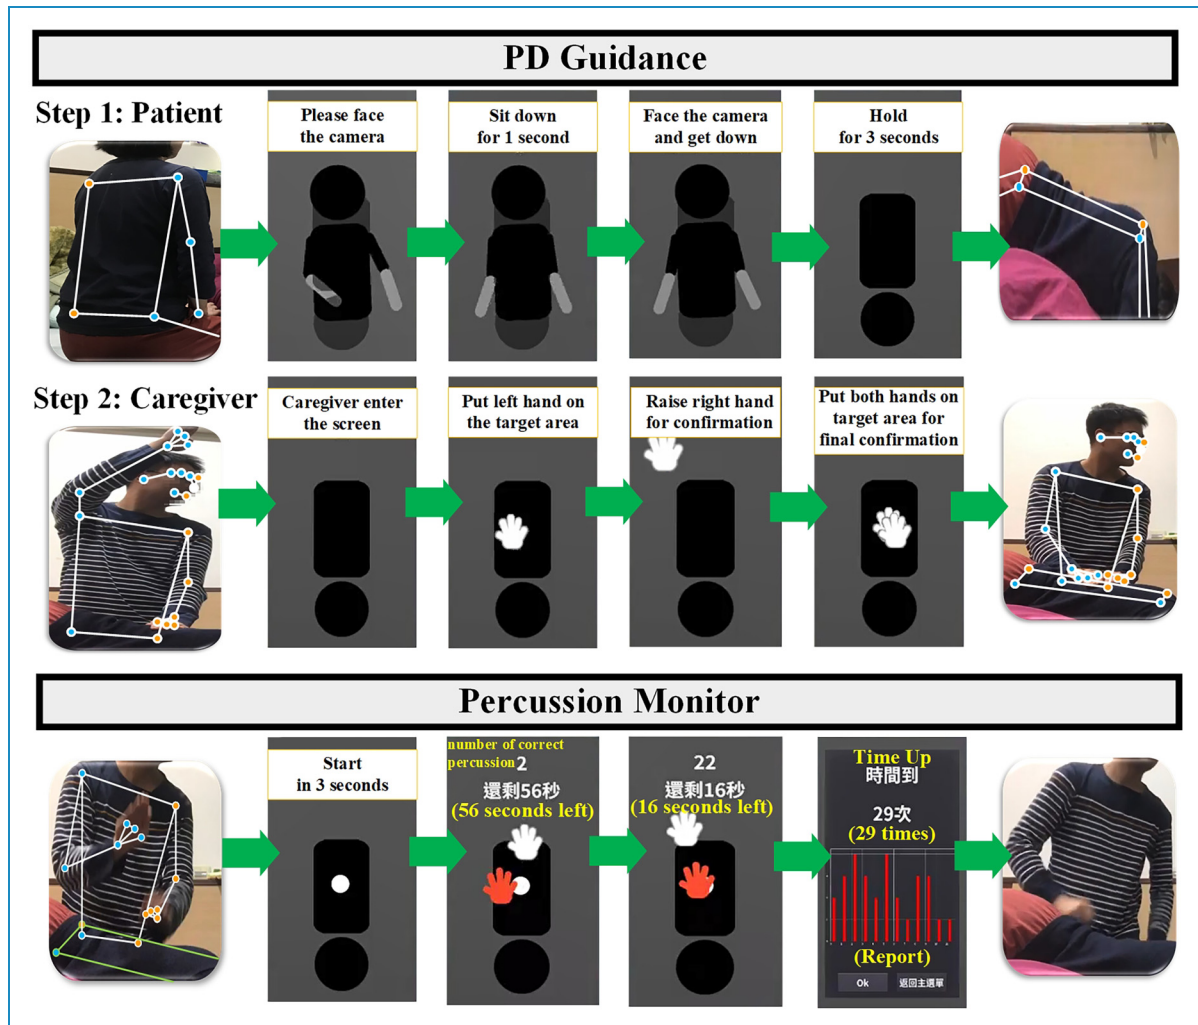 PD Guidance
Step 1: Patient
Please face
the camera
Sit down
for 1 second
Face the camera
and get down
Hold
for 3 seconds
Step 2: Caregiver
Caregiver enter
the screen
Put left hand on
the target area
Raise right hand
for confirmation
Put both hands on
target area for
final confirmation
Percussion Monitor
Start
in 3 seconds
number of correct
percussion 2
還剩56秒
(56 seconds left)
22
還剩16秒
(16 seconds left)
Time Up
時間到
29次
(29 times)
(Report)
Ok 返回主選單